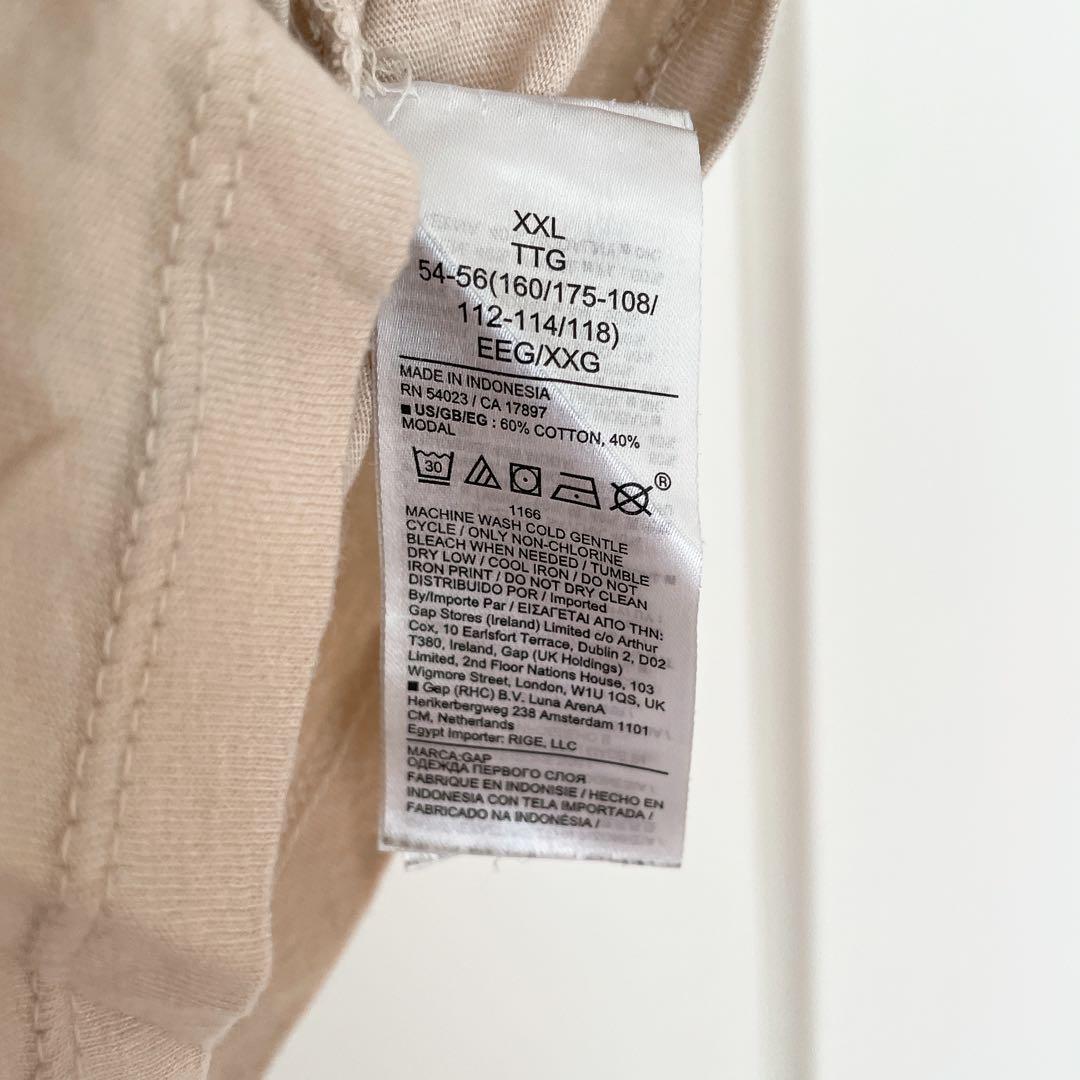 XXL
TTG
54-56(160/175-108/
112-114/118)
EEG/XXG
MADE IN INDONESIA
RN 54023 / CA 17897
■ US/GB/EG : 60% COTTON, 40%
MODAL
30
®
1166
MACHINE WASH COLD GENTLE
CYCLE / ONLY NON-CHLORINE
BLEACH WHEN NEEDED / TUMBLE
DRY LOW / COOL IRON / DO NOT
IRON PRINT / DO NOT DRY CLEAN
DISTRIBUIDO POR / Imported
By/Importe Par / ΕΙΣΑΓΕΤΑΙ ΑΠΟ ΤΗΝ:
Gap Stores (Ireland) Limited c/o Arthur
Cox, 10 Earlsfort Terrace, Dublin 2, D02
T380, Ireland, Gap (UK Holdings)
Limited, 2nd Floor Nations House, 103
Wigmore Street, London, W1U 1QS, UK
■ Gap (RHC) B.V. Luna ArenA
Herikerbergweg 238 Amsterdam 1101
CM, Netherlands
Egypt Importer: RIGE, LLC
MARCA:GAP
ОДЕЖДА ПЕРВОГО СЛОЯ
FABRIQUE EN INDONISIE / HECHO EN
INDONESIA CON TELA IMPORTADA /
FABRICADO NA INDONÉSIA /